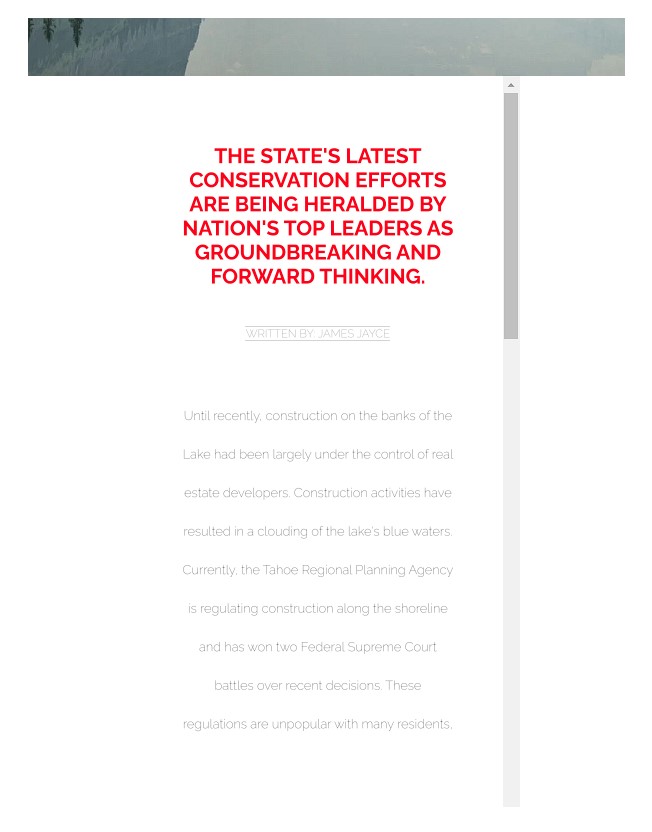 THE STATE'S LATEST
CONSERVATION EFFORTS
ARE BEING HERALDED BY
NATION'S TOP LEADERS AS
GROUNDBREAKING AND
FORWARD THINKING.
WRITTEN BY: JAMES JAYCE
Until recently, construction on the banks of the
Lake had been largely under the control of real
estate developers. Construction activities have
resulted in a clouding of the lake's blue waters.
Currently, the Tahoe Regional Planning Agency
is regulating construction along the shoreline
and has won two Federal Supreme Court
battles over recent decisions. These
regulations are unpopular with many residents,